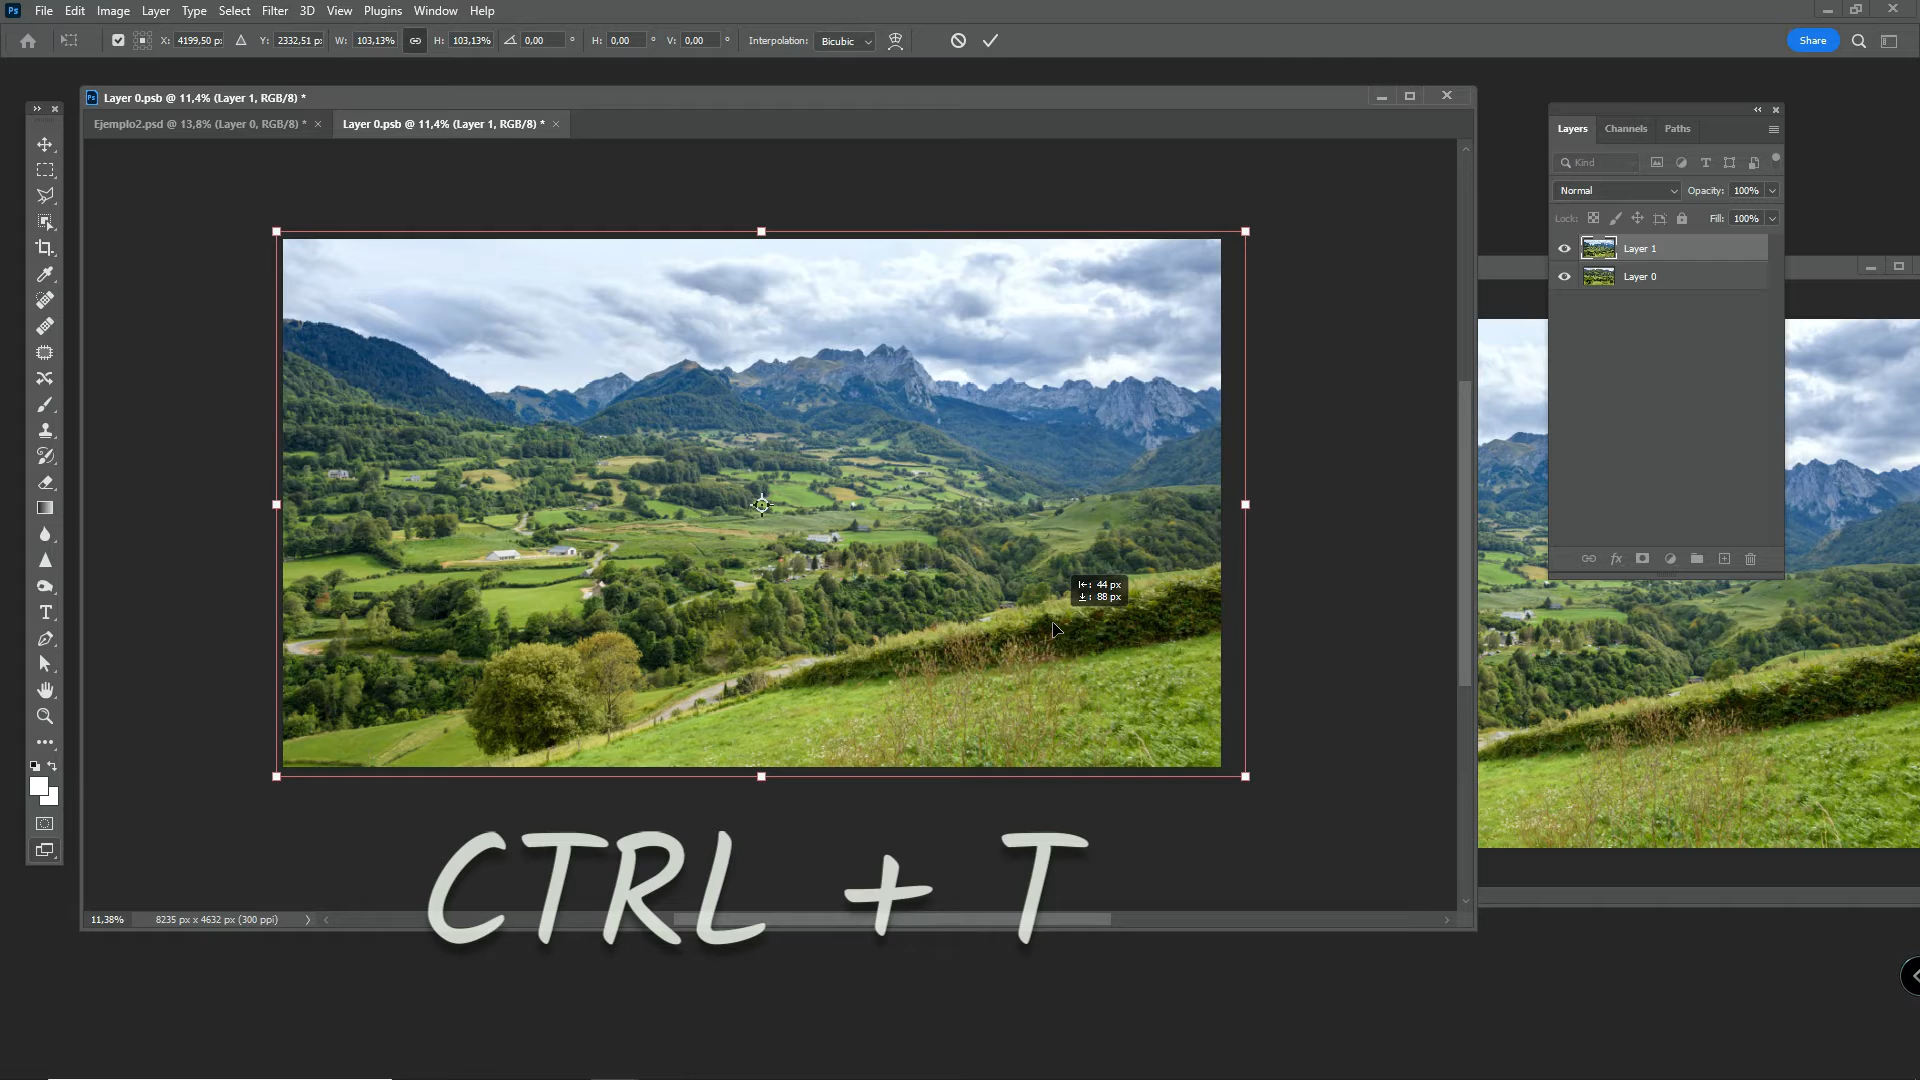 Ps File Edit Image Layer Type Select Filter 3D View Plugins Window Help
X: 4199,50 p: Y: 2332,51 p: W: 103,13% H: 103,13% 0,00 ° H: 0,00 ° V: 0,00 ° Interpolation: Bicubic Share
Ps Layer 0.psb @ 11,4% (Layer 1, RGB/8) *
Ejemplo2.psd @ 13,8% (Layer 0, RGB/8) * × Layer 0.psb @ 11,4% (Layer 1, RGB/8) * ×
Layers Channels Paths
Kind
Normal Opacity: 100%
Lock: Fill: 100%
Layer 1
Layer 0
: 44 px
: 88 px
fx
CTRL + T
11,38% 8235 px x 4632 px (300 ppi)